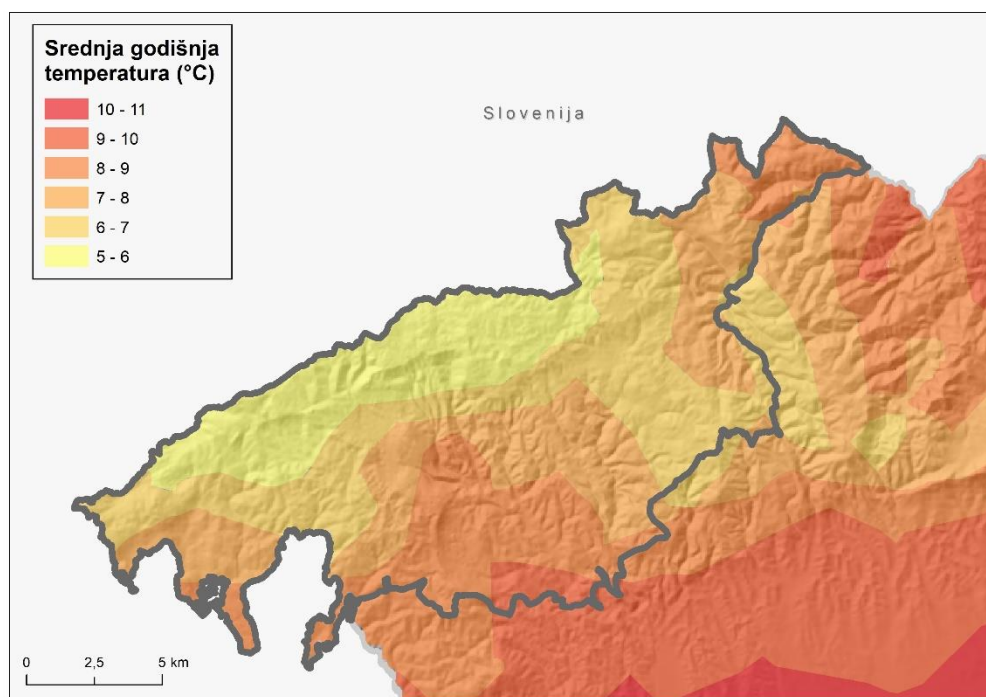 Srednja godišnja
temperatura (°C)
10 - 11
9 - 10
8 - 9
7 - 8
6 - 7
5 - 6
Slovenija
0 2,5 5 km